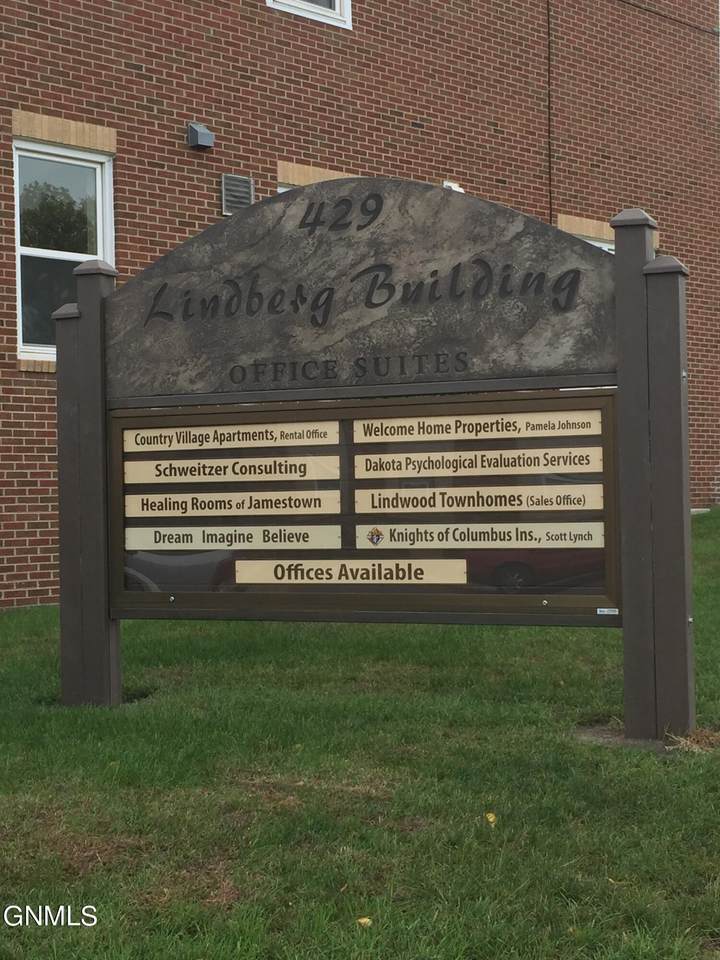 429
Lindberg Building
OFFICE SUITES
Country Village Apartments, Rental Office
Welcome Home Properties, Pamela Johnson
Schweitzer Consulting
Dakota Psychological Evaluation Services
Healing Rooms of Jamestown
Lindwood Townhomes (Sales Office)
Dream Imagine Believe
Knights of Columbus Ins., Scott Lynch
Offices Available
GNMLS